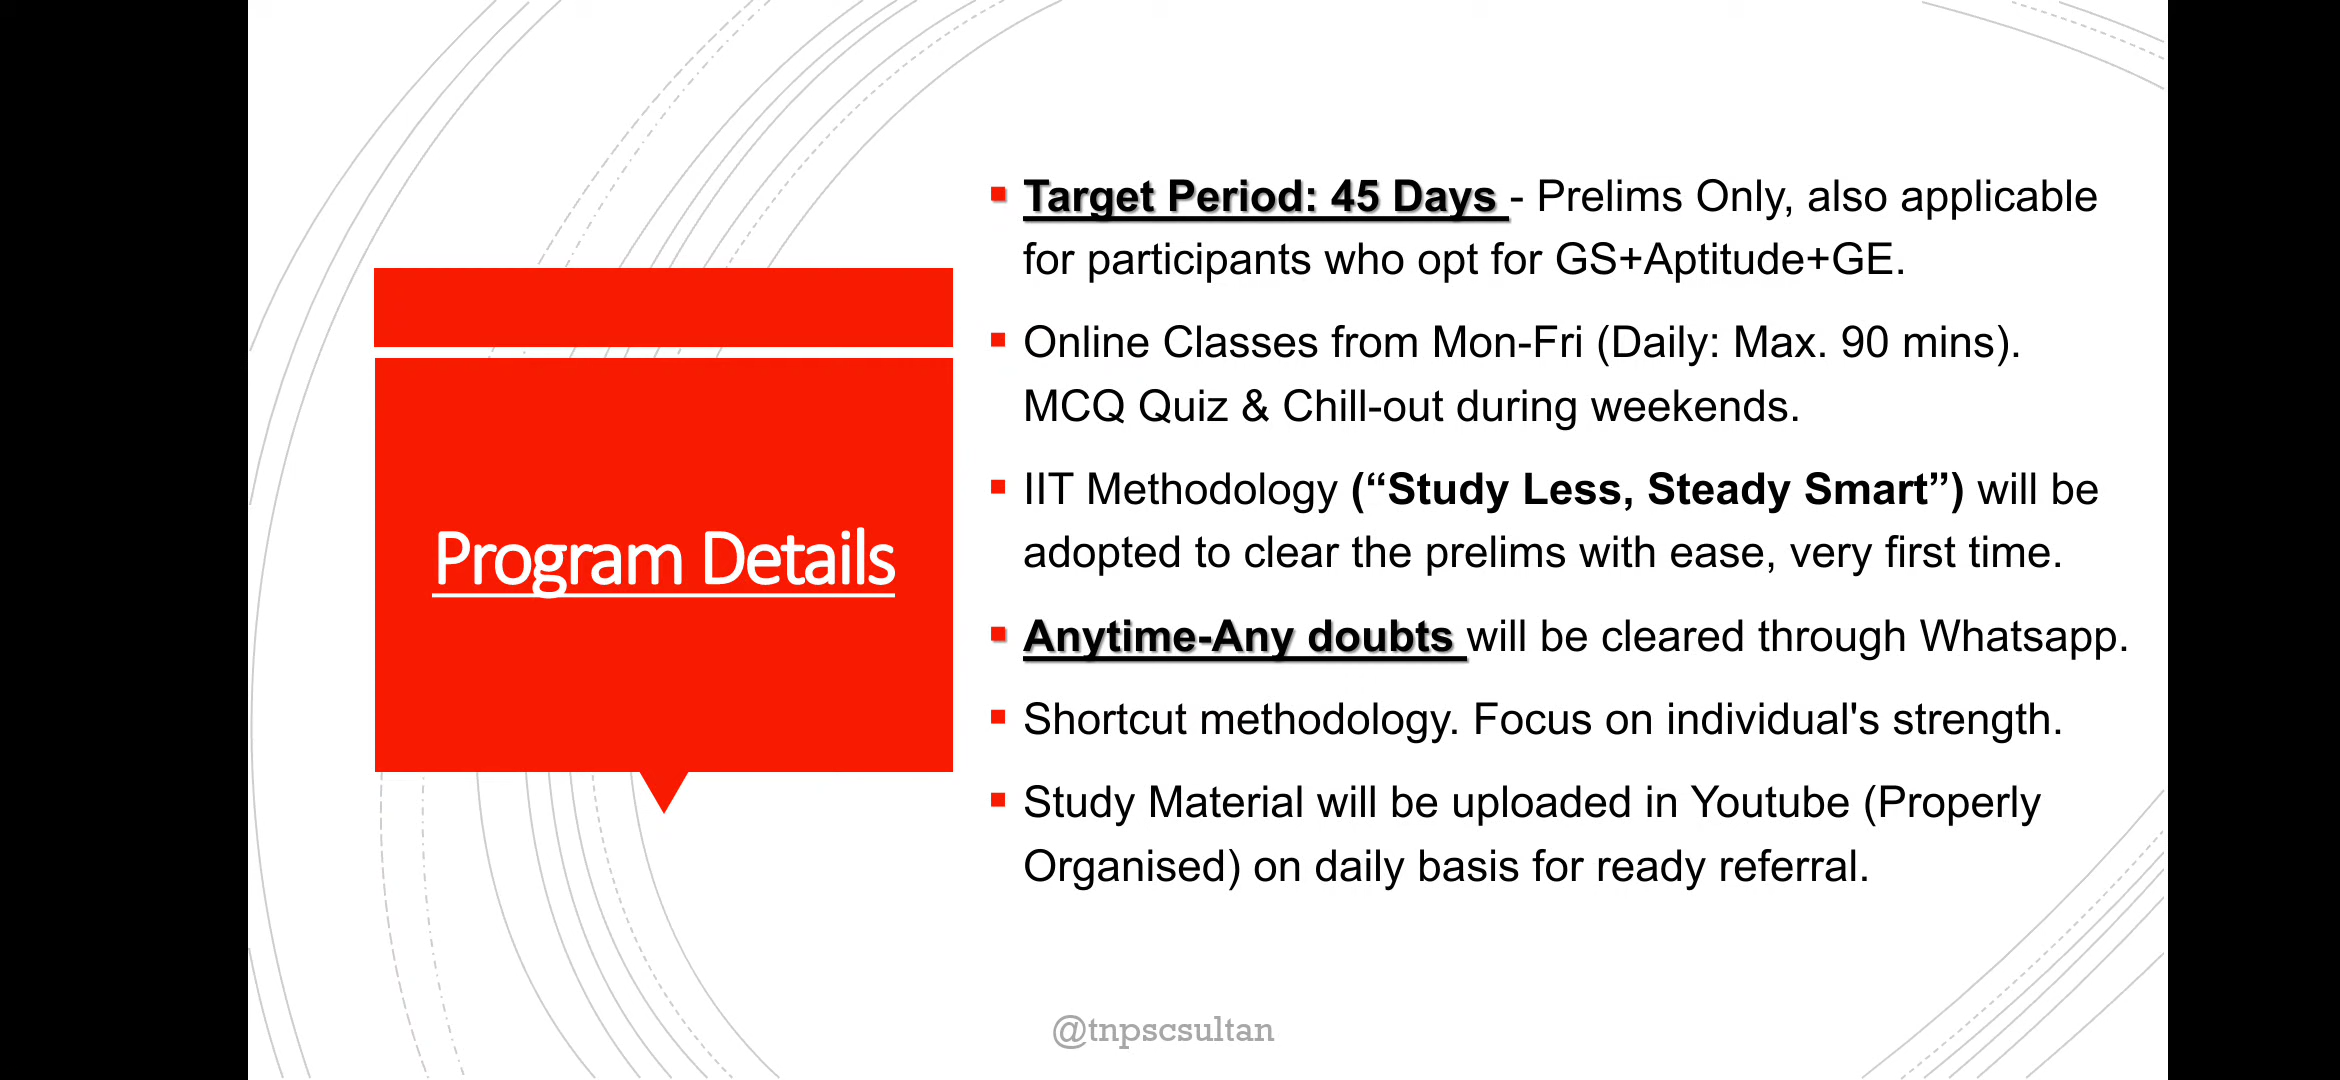 Program Details
Target Period: 45 Days - Prelims Only, also applicable
for participants who opt for GS+Aptitude+GE.
Online Classes from Mon-Fri (Daily: Max. 90 mins).
MCQ Quiz & Chill-out during weekends.
IIT Methodology (“Study Less, Steady Smart”) will be
adopted to clear the prelims with ease, very first time.
Anytime-Any doubts will be cleared through Whatsapp.
Shortcut methodology. Focus on individual's strength.
Study Material will be uploaded in Youtube (Properly
Organised) on daily basis for ready referral.
@tnpscsultan